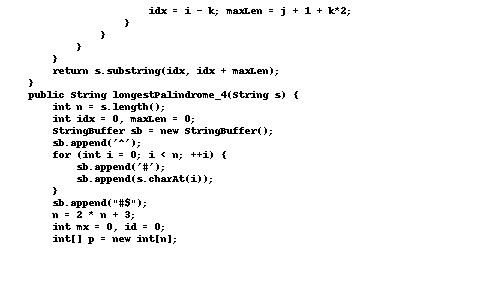 idx = i - k; maxLen = j + 1 + k*2;
}
}
}
}
return s.substring(idx, idx + maxLen);
}
public String longestPalindrome_4(String s) {
int n = s.length();
int idx = 0, maxLen = 0;
StringBuffer sb = new StringBuffer();
sb.append('^');
for (int i = 0; i < n; ++i) {
sb.append('#');
sb.append(s.charAt(i));
}
sb.append("#$");
n = 2 * n + 3;
int mx = 0, id = 0;
int[] p = new int[n];